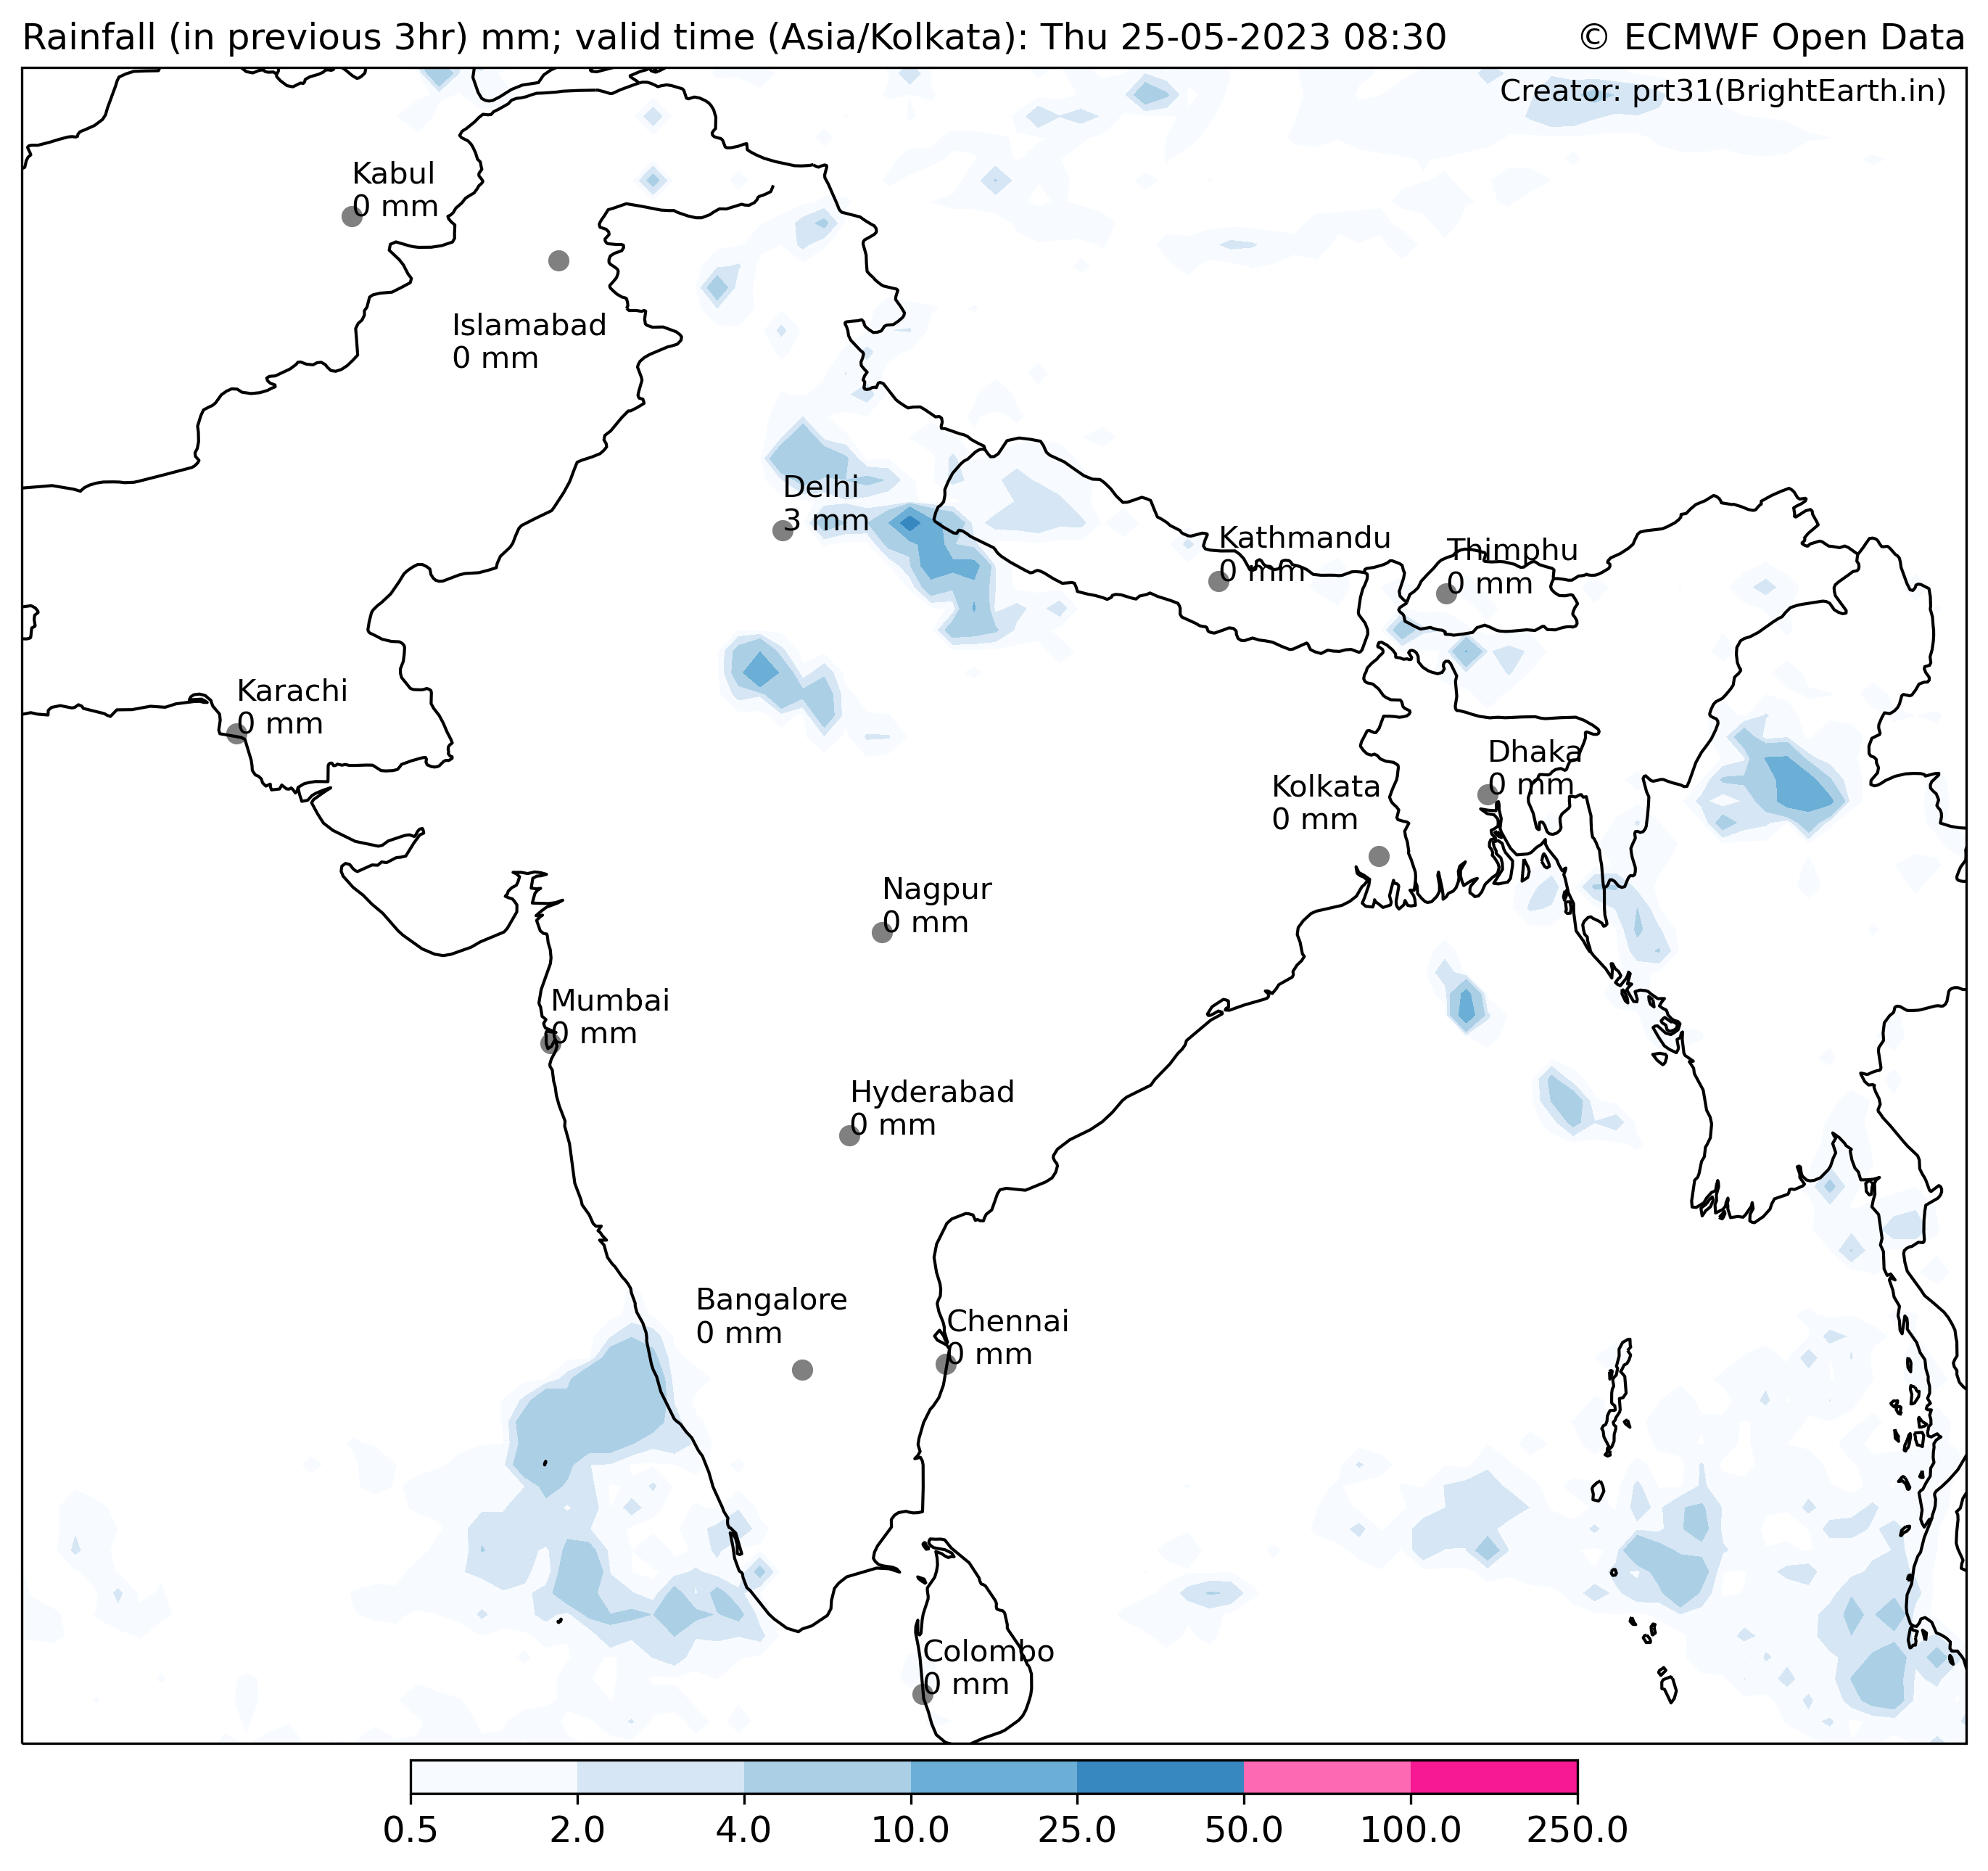 Rainfall (in previous 3hr) mm; valid time (Asia/Kolkata): Thu 25-05-2023 08:30
© ECMWF Open Data
Creator: prt31(BrightEarth.in)
Kabul
0 mm
Islamabad
0 mm
Delhi
3 mm
Kathmandu
0 mm
Thimphu
0 mm
Karachi
0 mm
Dhaka
0 mm
Kolkata
0 mm
Nagpur
0 mm
Mumbai
0 mm
Hyderabad
0 mm
Bangalore
0 mm
Chennai
0 mm
Colombo
0 mm
0.5 2.0 4.0 10.0 25.0 50.0 100.0 250.0